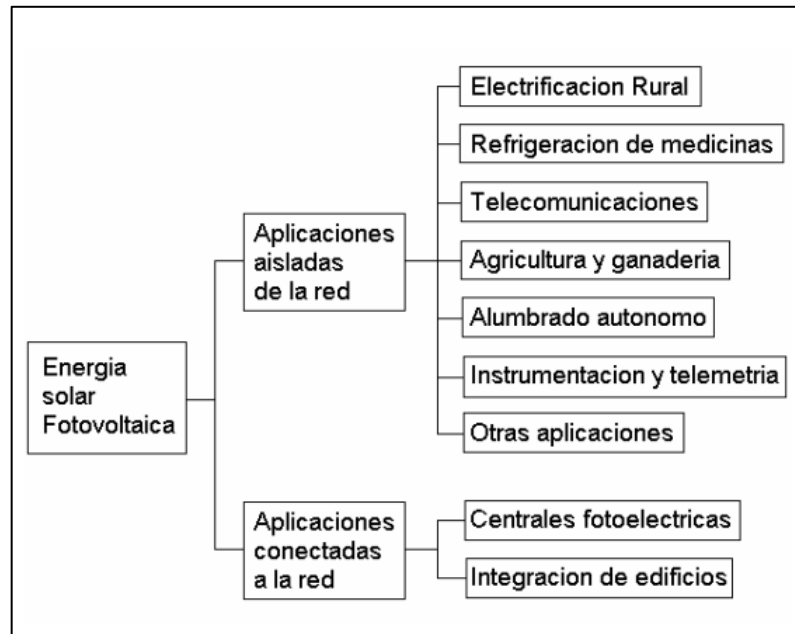 Energia
solar
Fotovoltaica
Aplicaciones
aisladas
de la red
Electrificacion Rural
Refrigeracion de medicinas
Telecomunicaciones
Agricultura y ganaderia
Alumbrado autonomo
Instrumentacion y telemetria
Otras aplicaciones
Aplicaciones
conectadas
a la red
Centrales fotoelectricas
Integracion de edificios